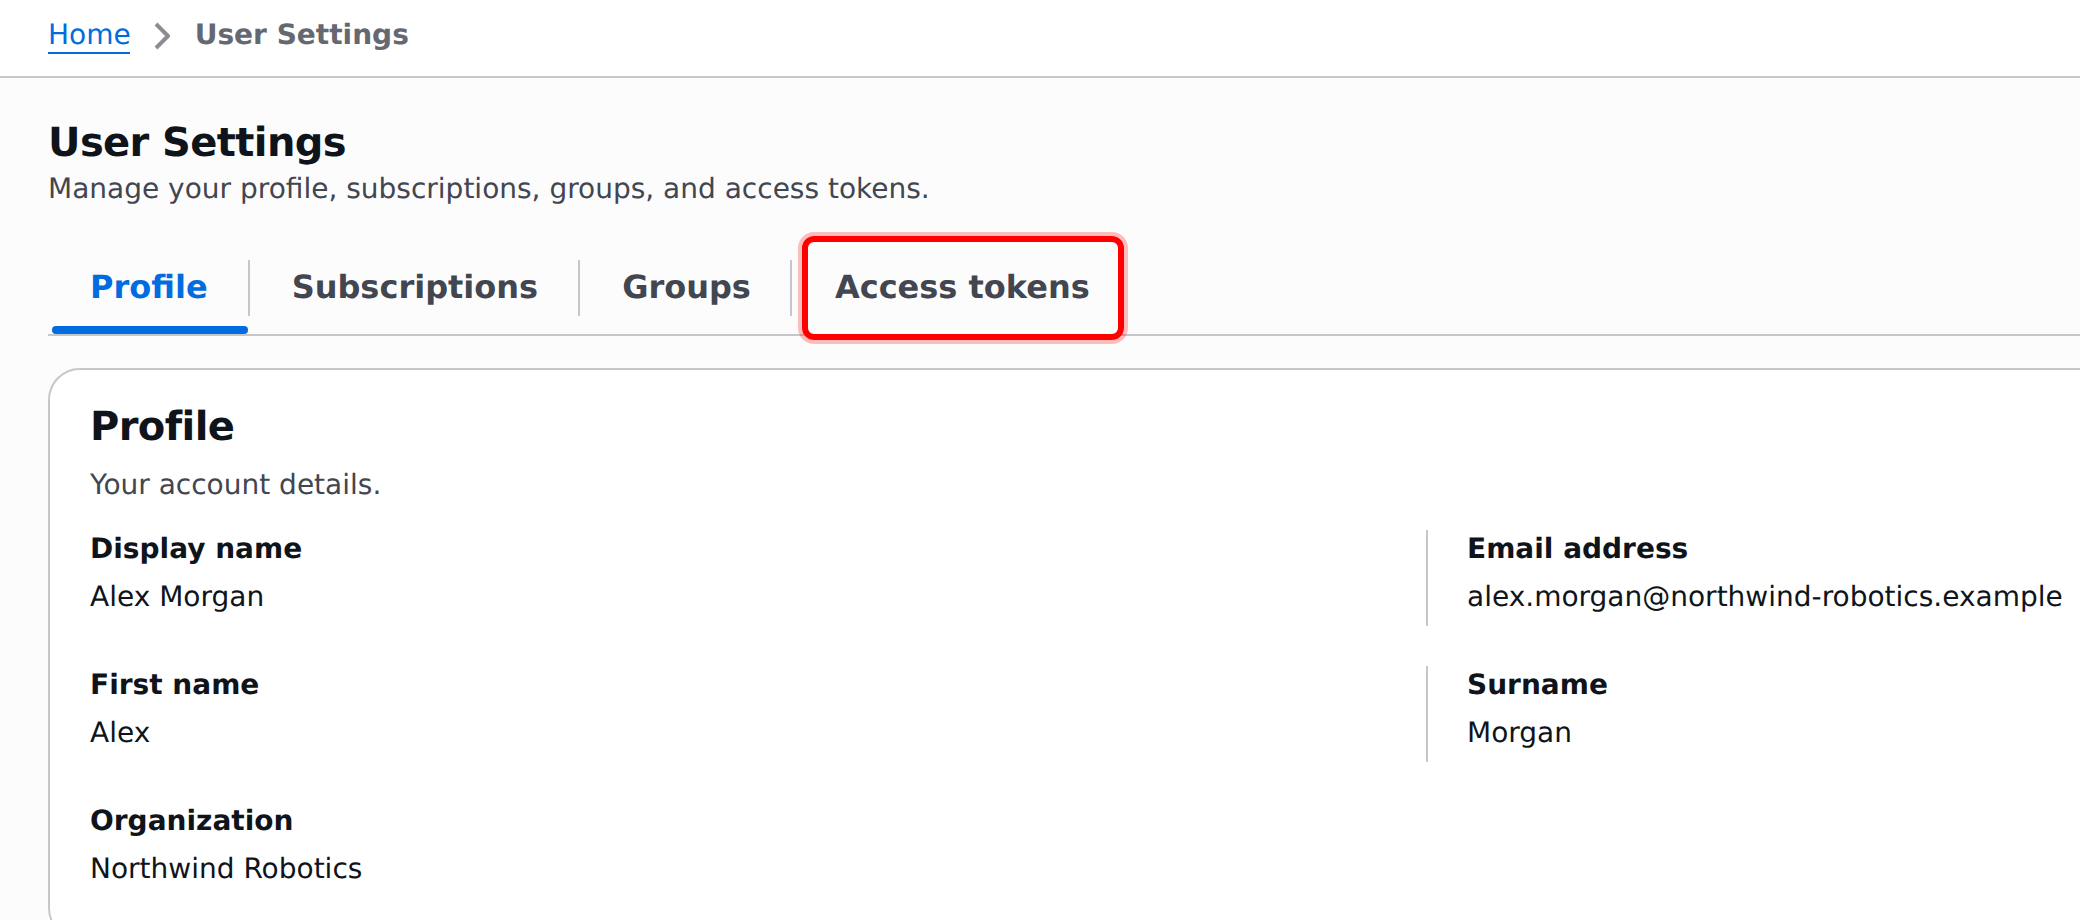 Home > User Settings
User Settings
Manage your profile, subscriptions, groups, and access tokens.
Profile Subscriptions Groups Access tokens
Profile
Your account details.
Display name Email address
Alex Morgan alex.morgan@northwind-robotics.example
First name Surname
Alex Morgan
Organization
Northwind Robotics